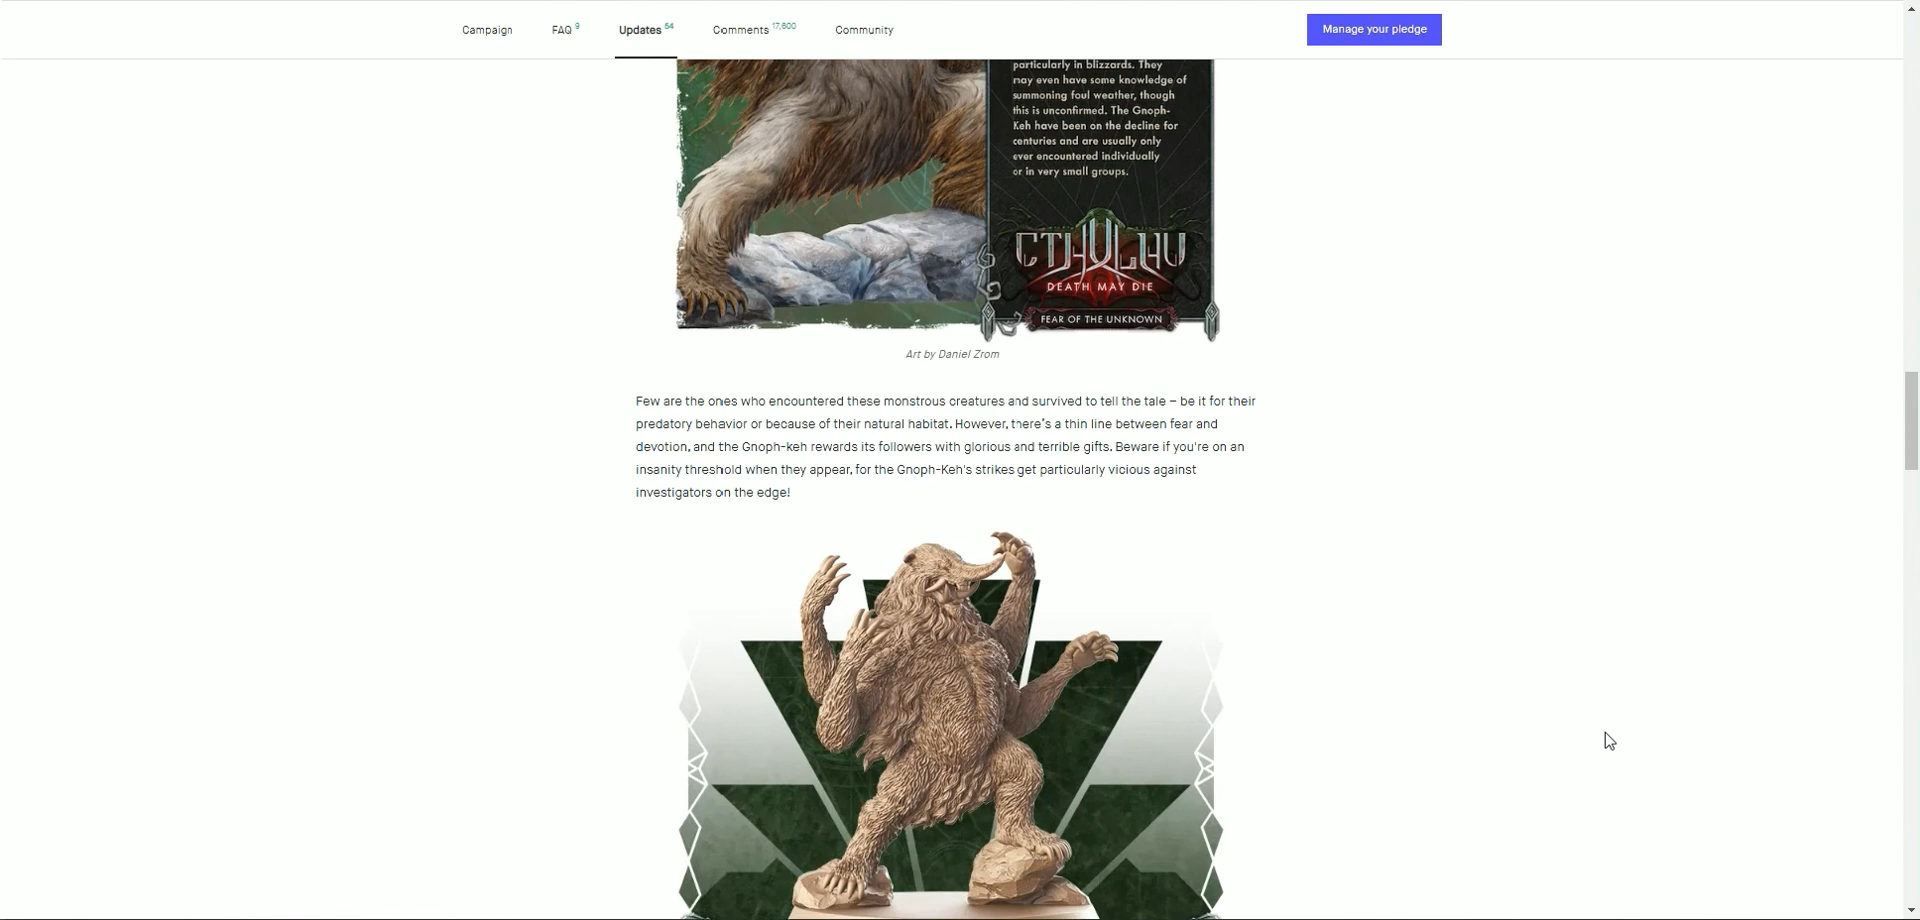 Campaign
FAQ 9
Updates 54
Comments 17,600
Community
Manage your pledge
particularly in blizzards. They
may even have some knowledge of
summoning foul weather, though
this is unconfirmed. The Gnoph-
Keh have been on the decline for
centuries and are usually only
ever encountered individually
or in very small groups.
CTHULHU
DEATH MAY DIE
FEAR OF THE UNKNOWN
Art by Daniel Zrom
Few are the ones who encountered these monstrous creatures and survived to tell the tale – be it for their
predatory behavior or because of their natural habitat. However, there's a thin line between fear and
devotion, and the Gnoph-keh rewards its followers with glorious and terrible gifts. Beware if you're on an
insanity threshold when they appear, for the Gnoph-Keh's strikes get particularly vicious against
investigators on the edge!